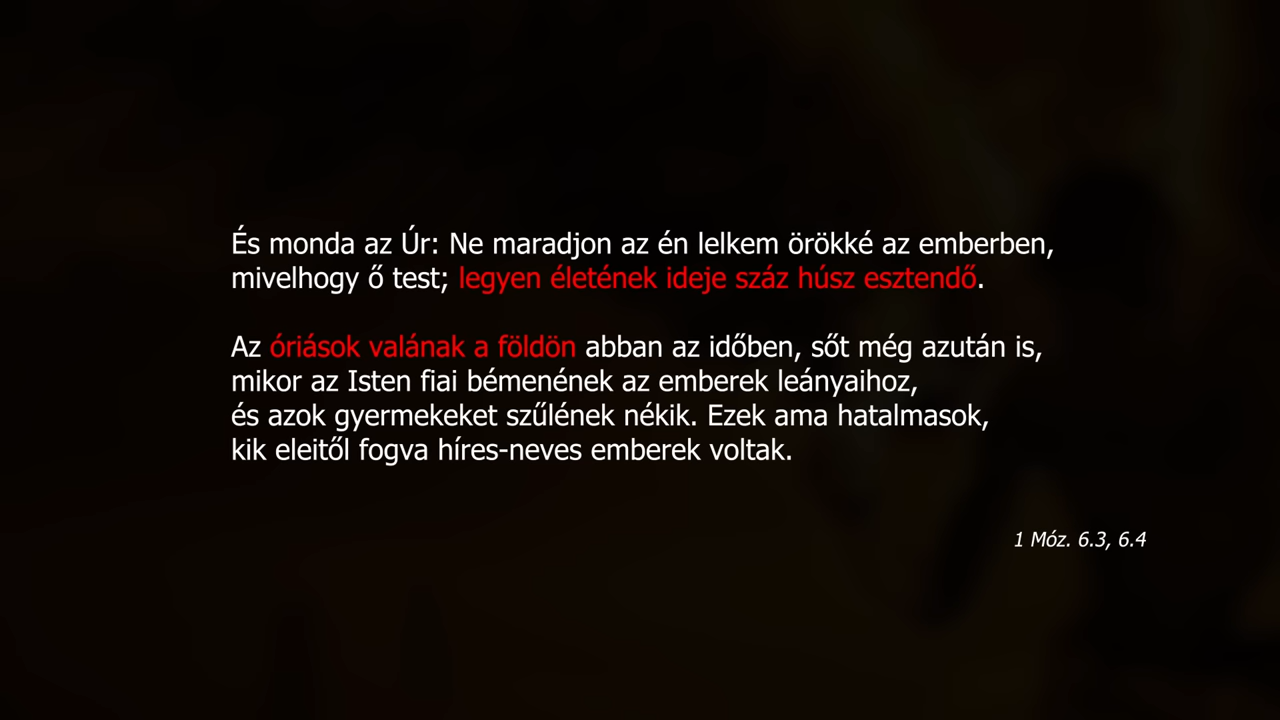 És monda az Úr: Ne maradjon az én lelkem örökké az emberben,
mivelhogy ő test; legyen életének ideje száz húsz esztendő.
Az óriások valának a földön abban az időben, sőt még azután is,
mikor az Isten fiai bémenének az emberek leányaihoz,
és azok gyermekeket szűlének nékik. Ezek ama hatalmasok,
kik eleitől fogva híres-neves emberek voltak.
1 Móz. 6.3, 6.4